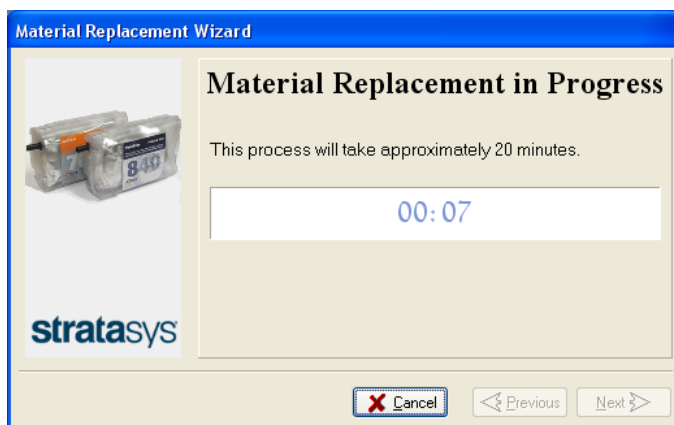 Material Replacement Wizard
Material Replacement in Progress
This process will take approximately 20 minutes.
00:07
840
stratasys
Cancel
Previous
Next